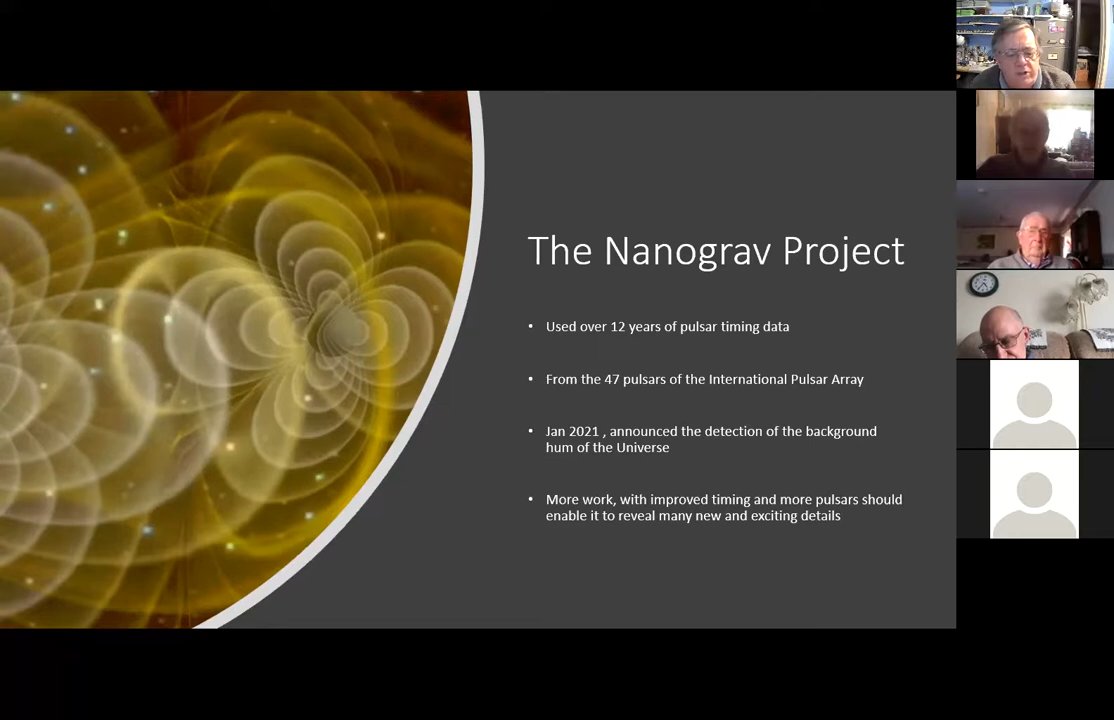 The Nanograv Project
• Used over 12 years of pulsar timing data
• From the 47 pulsars of the International Pulsar Array
• Jan 2021 , announced the detection of the background
hum of the Universe
• More work, with improved timing and more pulsars should
enable it to reveal many new and exciting details